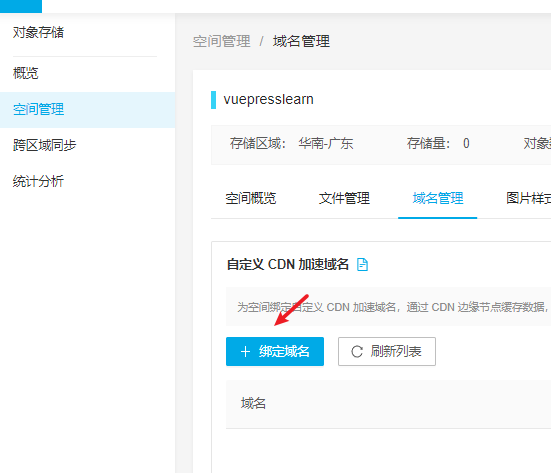 对象存储
概览
空间管理
跨区域同步
统计分析
空间管理 / 域名管理
vuepresslearn
存储区域: 华南-广东 存储量: 0 对象
空间概览 文件管理 域名管理 图片样式
自定义 CDN 加速域名
为空间绑定自定义 CDN 加速域名，通过 CDN 边缘节点缓存数据，
+ 绑定域名 刷新列表
域名